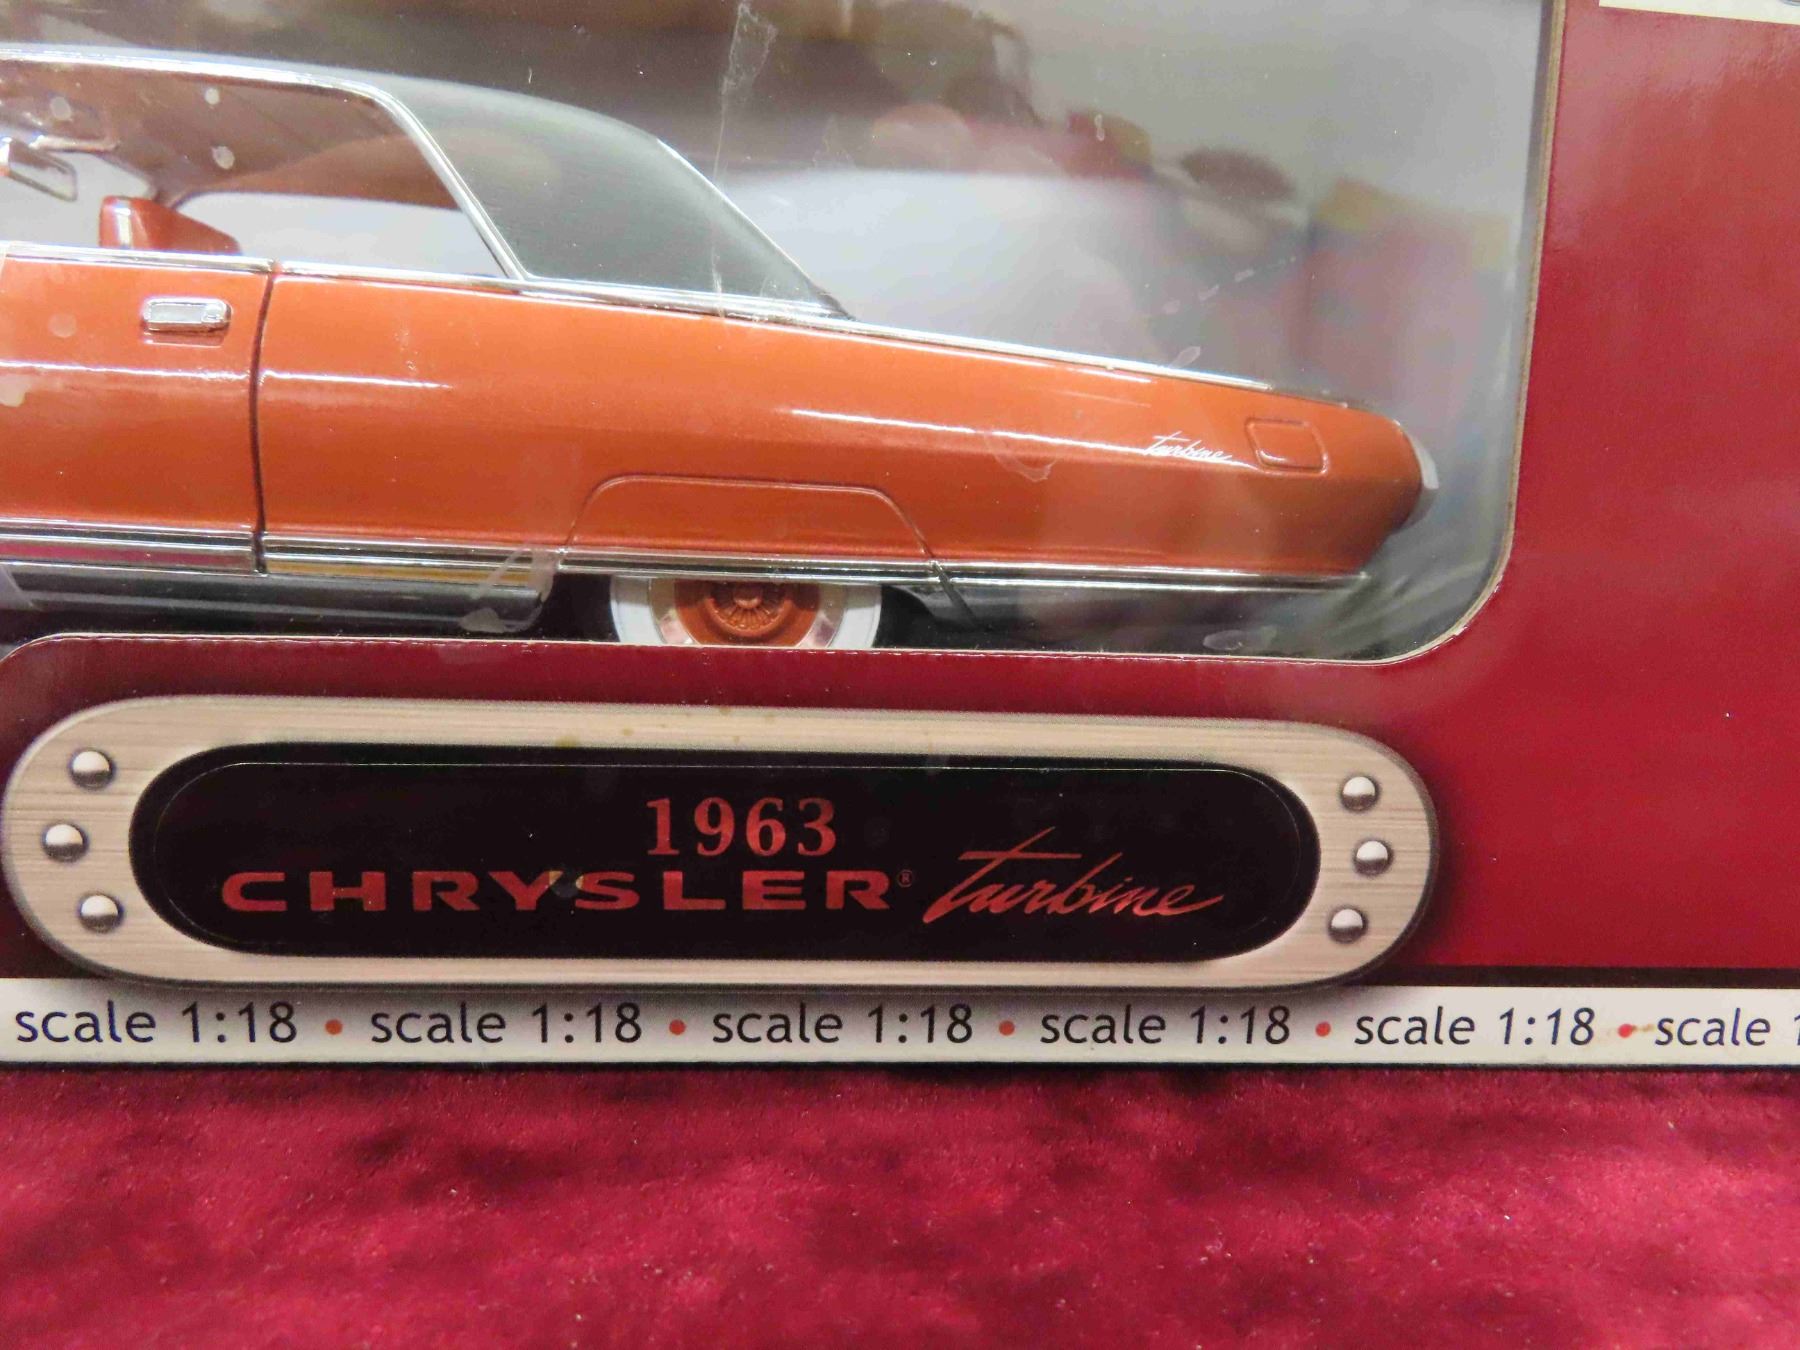 turbine
1963
CHRYSLER® turbine
scale 1:18 • scale 1:18 • scale 1:18 • scale 1:18 • scale 1:18 • scale 1